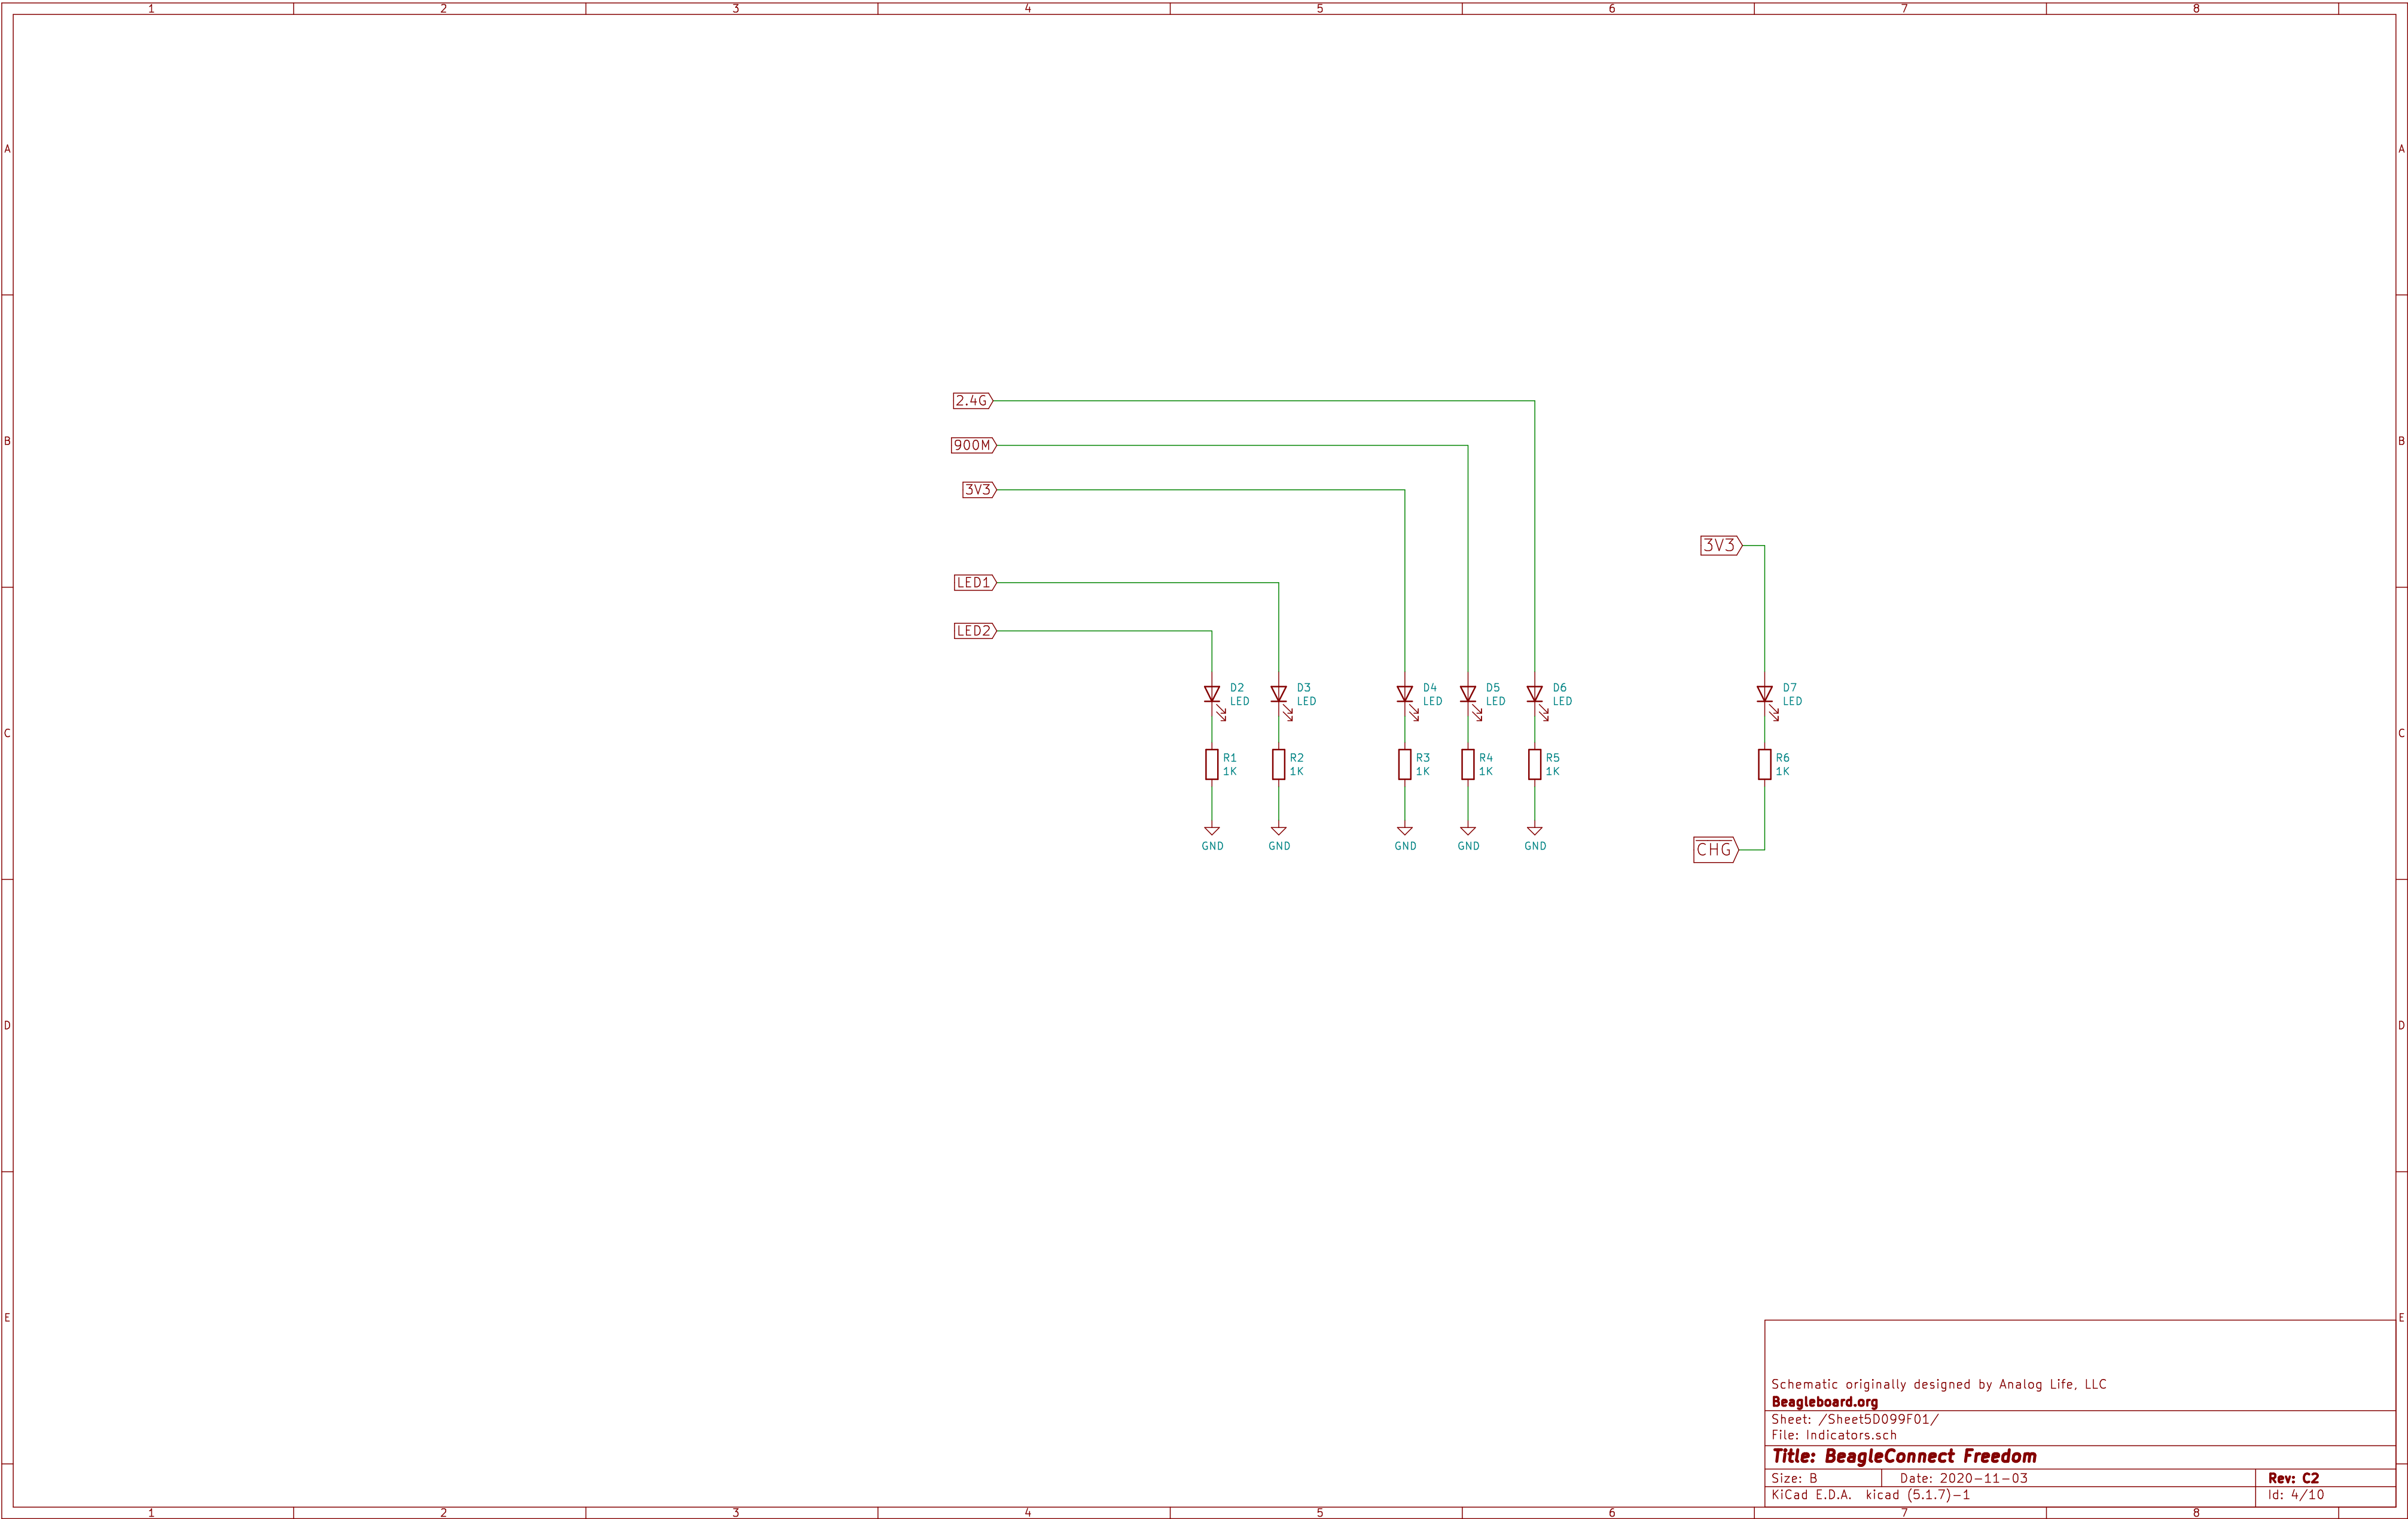 1 2 3 4 5 6 7 8
A A
2.4G
B 900M B
3V3
3V3
LED1
LED2
D2 D3 D4 D5 D6 D7
LED LED LED LED LED LED
C C
R1 R2 R3 R4 R5 R6
1K 1K 1K 1K 1K 1K
GND GND GND GND GND
CHG
D D
E E
Schematic originally designed by Analog Life, LLC
Beagleboard.org
Sheet: /Sheet5D099F01/
File: Indicators.sch
Title: BeagleConnect Freedom
Size: B Date: 2020-11-03 Rev: C2
KiCad E.D.A. kicad (5.1.7)-1 Id: 4/10
1 2 3 4 5 6 7 8